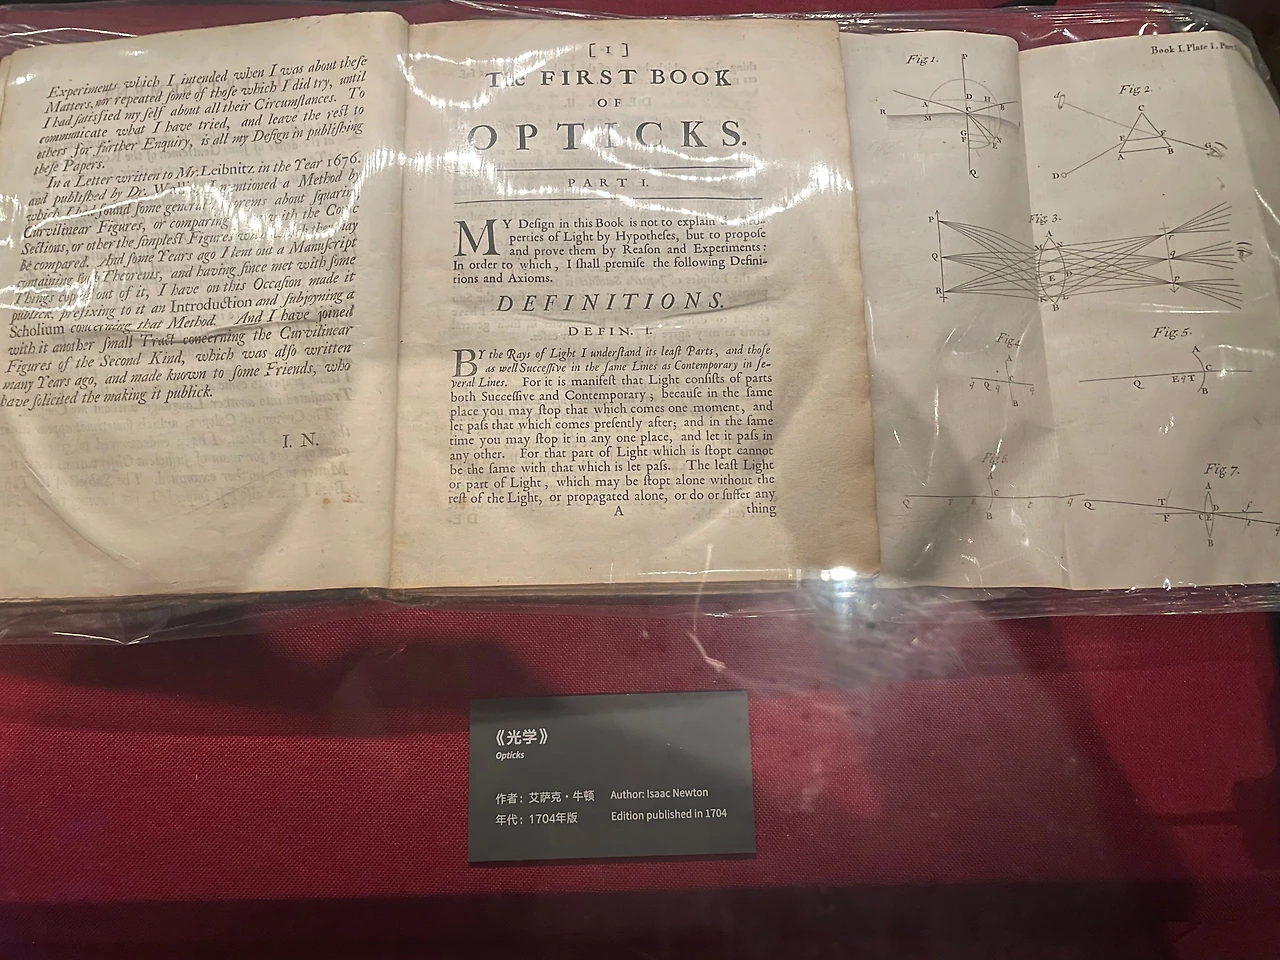 Experiments which I intended when I was about these
Matters, nor repeated some of those which I did try, until
I had satisfied my self about all their Circumstances. To
communicate what I have tried, and leave the rest to
others for further Enquiry, is all my Design in publishing
these Papers.
In a Letter written to Mr. Leibnitz in the Year 1676.
and published by Dr. mentioned a Method by
which I had found some general about squaring
Curvilinear Figures, or comparing with the Conic
Sections, or other the simplest Figures with which they may
be compared. And some Years ago I lent out a Manuscript
containing such Theorems, and having since met with some
Things copied out of it, I have on this Occasion made it
publick, prefixing to it an Introduction and subjoyning a
Scholium concerning that Method. And I have joined
with it another small Tract concerning the Curvilinear
Figures of the Second Kind, which was also written
many Years ago, and made known to some Friends, who
have solicited the making it publick.
I. N.
[ 1 ]
The FIRST BOOK
OF
OPTICKS.
PART I.
MY Design in this Book is not to explain
perties of Light by Hypotheses, but to propose
and prove them by Reason and Experiments:
In order to which, I shall premise the following Defini-
tions and Axioms.
DEFINITIONS.
DEFIN. I.
BY the Rays of Light I understand its least Parts, and those
as well Successive in the same Lines as Contemporary in se-
veral Lines. For it is manifest that Light consists of parts
both Successive and Contemporary; because in the same
place you may stop that which comes one moment, and
let pass that which comes presently after; and in the same
time you may stop it in any one place, and let it pass in
any other. For that part of Light which is stopt cannot
be the same with that which is let pass. The least Light
or part of Light, which may be stopt alone without the
rest of the Light, or propagated alone, or do or suffer any
A thing
Book I. Plate I.
Fig 1.
P
R A D H B
M C
F N
Q
Fig 2.
C
E F
A B
D
Fig 3.
P
Q
R
A
M N
E D
B
r
q
p
Fig.
A
q Q q C
B
Fig 5.
A
C
Q E q T
B
Fig 6.
Q C t q
B
Fig 7.
A
Q T D f
F C E t q
B
《光学》
Opticks
作者：艾萨克·牛顿 Author: Isaac Newton
年代：1704年版 Edition published in 1704